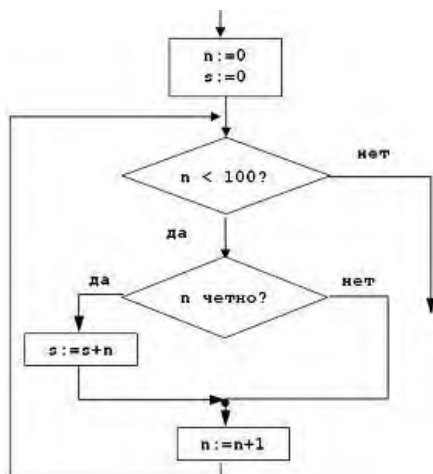 n:=0
s:=0
нет
n < 100?
да
да
нет
n четно?
s:=s+n
n:=n+1